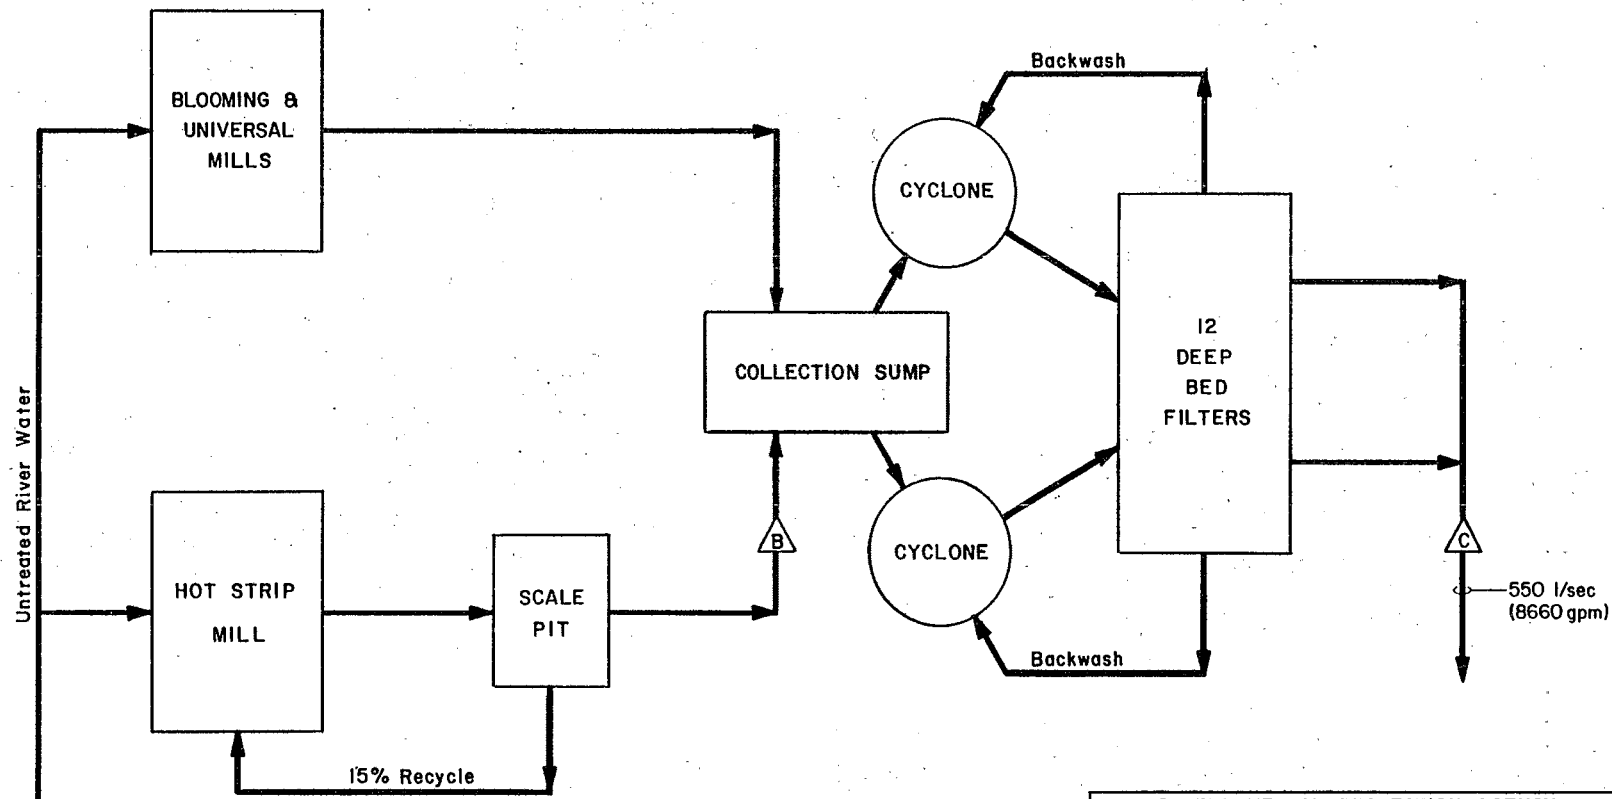 Backwash
BLOOMING &
UNIVERSAL
MILLS
CYCLONE
12
DEEP
BED
FILTERS
COLLECTION SUMP
Untreated River Water
B
C
CYCLONE
HOT STRIP
MILL
SCALE
PIT
550 l/sec
(8660 gpm)
Backwash
15% Recycle